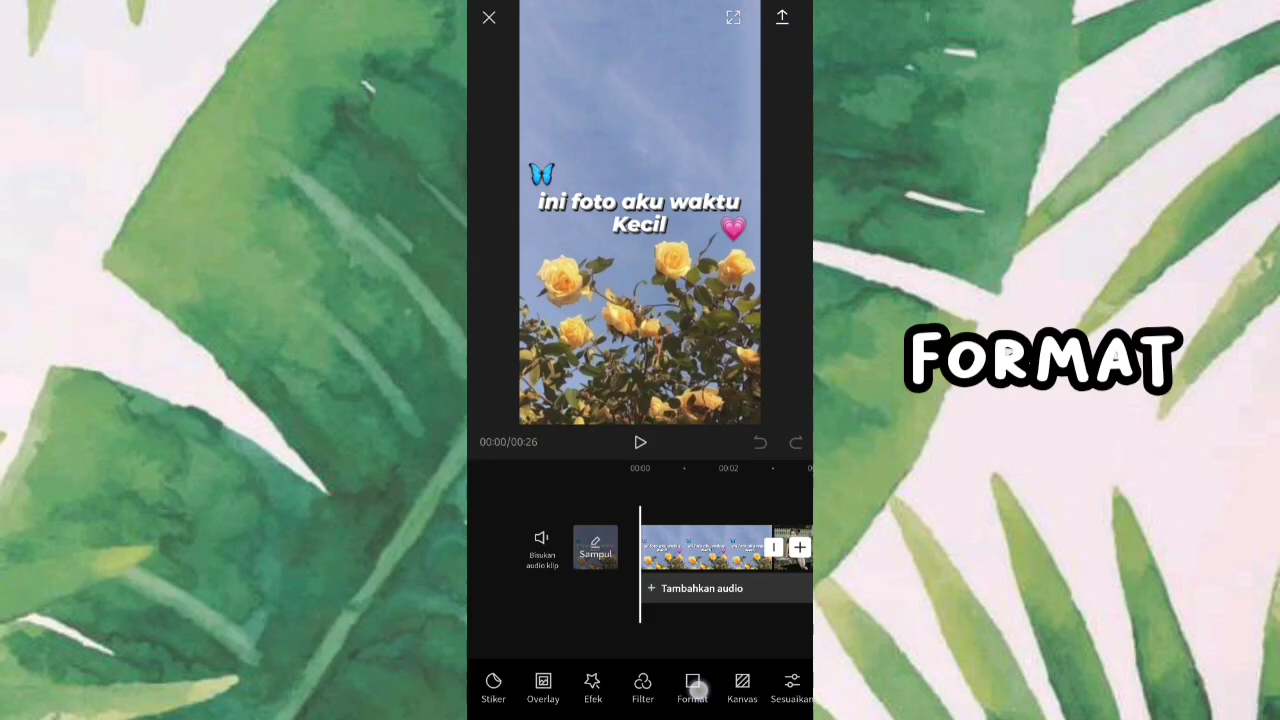 ini foto aku waktu
Kecil
FORMAT
00:00/00:26
00:00
00:02
Bisukan
audio klip
Sampul
+ Tambahkan audio
Stiker
Overlay
Efek
Filter
Format
Kanvas
Sesuaikan